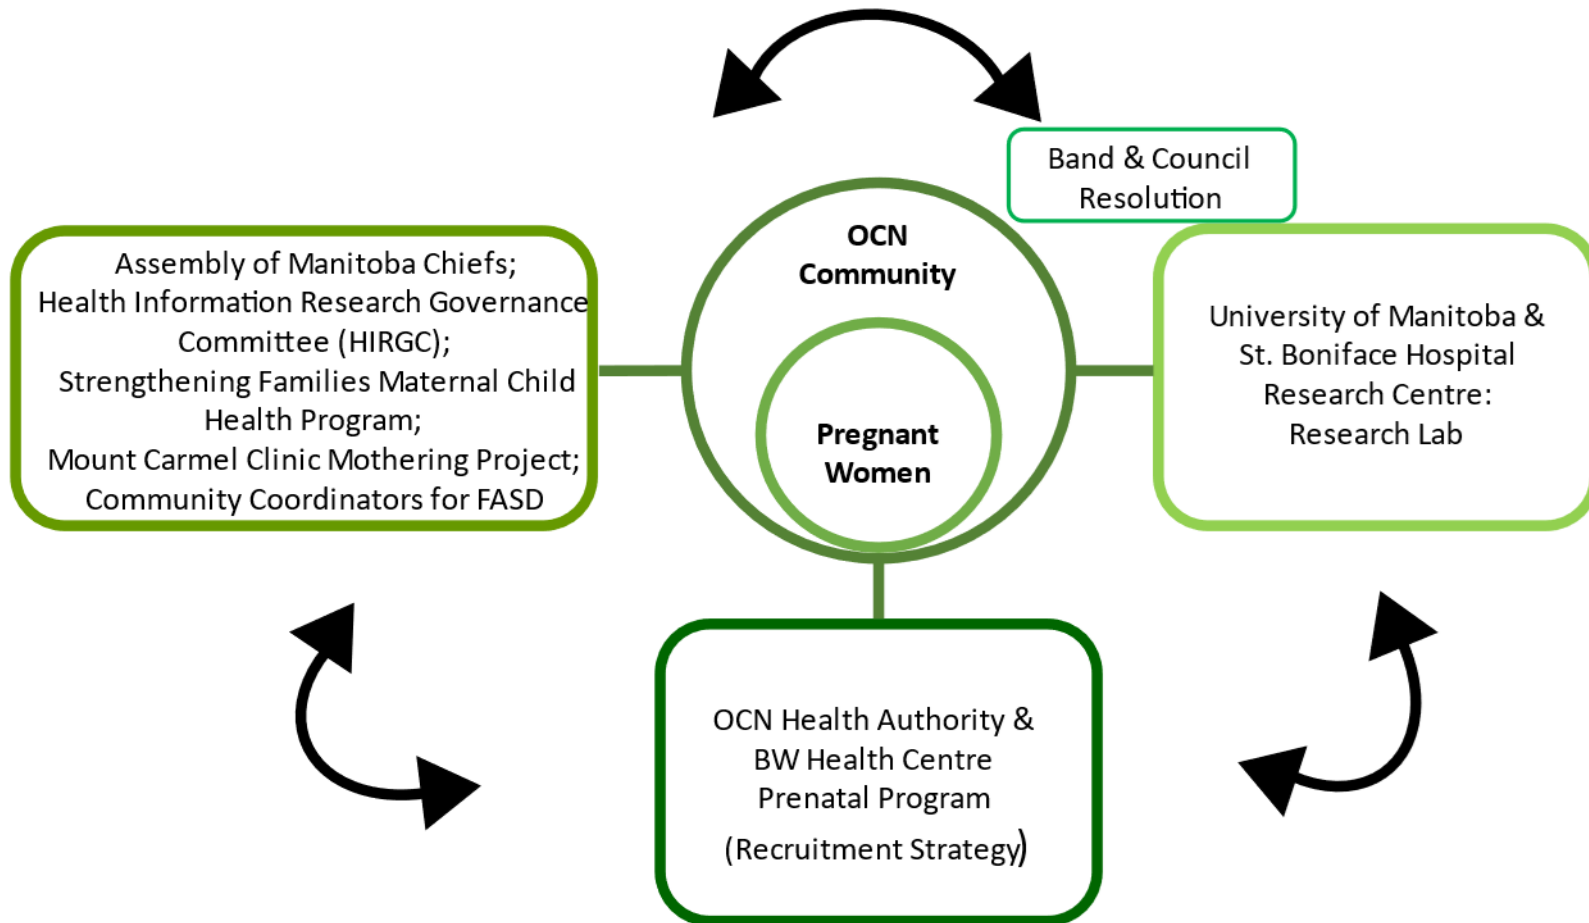 Band & Council
Resolution
OCN
Community
Pregnant
Women
Assembly of Manitoba Chiefs;
Health Information Research Governance
Committee (HIRGC);
Strengthening Families Maternal Child
Health Program;
Mount Carmel Clinic Mothering Project;
Community Coordinators for FASD
University of Manitoba &
St. Boniface Hospital
Research Centre:
Research Lab
OCN Health Authority &
BW Health Centre
Prenatal Program
(Recruitment Strategy)